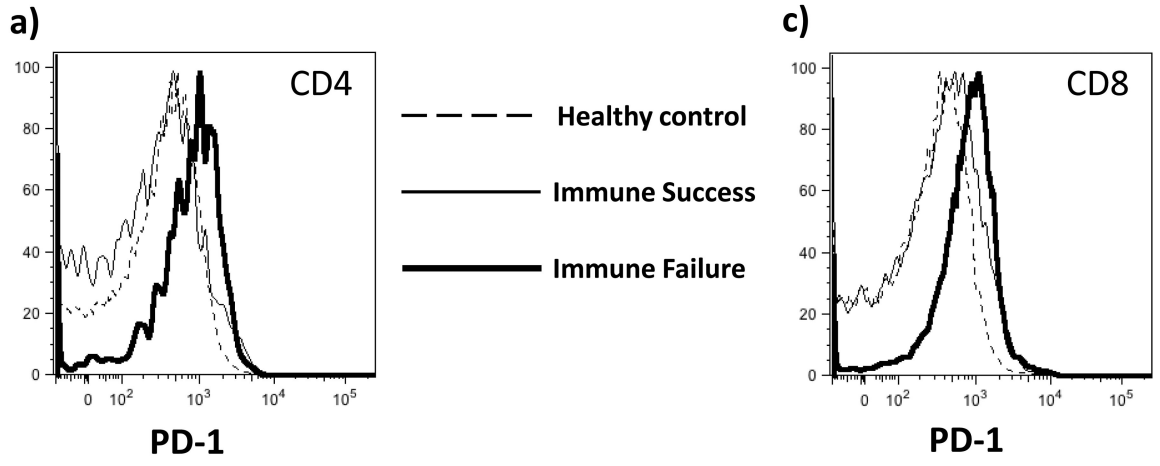 a)
CD4
100
80
60
40
20
0
0 10² 10³ 10⁴ 10⁵
PD-1
Healthy control
Immune Success
Immune Failure
c)
CD8
100
80
60
40
20
0
0 10² 10³ 10⁴ 10⁵
PD-1